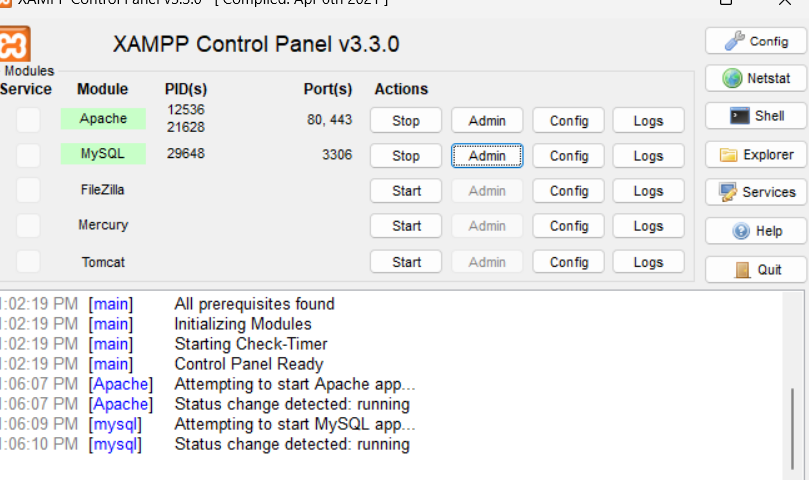 XAMPP Control Panel v3.3.0 [ Compiled: Apr 6th 2021 ]
XAMPP Control Panel v3.3.0
Config
Modules
Service Module PID(s) Port(s) Actions
Netstat
Apache 12536 21628 80, 443 Stop Admin Config Logs
Shell
MySQL 29648 3306 Stop Admin Config Logs
Explorer
FileZilla Start Admin Config Logs
Services
Mercury Start Admin Config Logs
Help
Tomcat Start Admin Config Logs
Quit
:02:19 PM [main] All prerequisites found
:02:19 PM [main] Initializing Modules
:02:19 PM [main] Starting Check-Timer
:02:19 PM [main] Control Panel Ready
:06:07 PM [Apache] Attempting to start Apache app...
:06:07 PM [Apache] Status change detected: running
:06:09 PM [mysql] Attempting to start MySQL app...
:06:10 PM [mysql] Status change detected: running